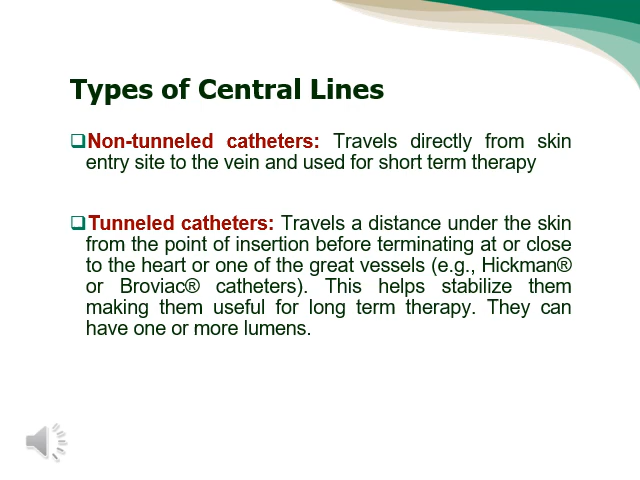 Types of Central Lines
❑Non-tunneled catheters: Travels directly from skin
entry site to the vein and used for short term therapy
❑Tunneled catheters: Travels a distance under the skin
from the point of insertion before terminating at or close
to the heart or one of the great vessels (e.g., Hickman®
or Broviac® catheters). This helps stabilize them
making them useful for long term therapy. They can
have one or more lumens.